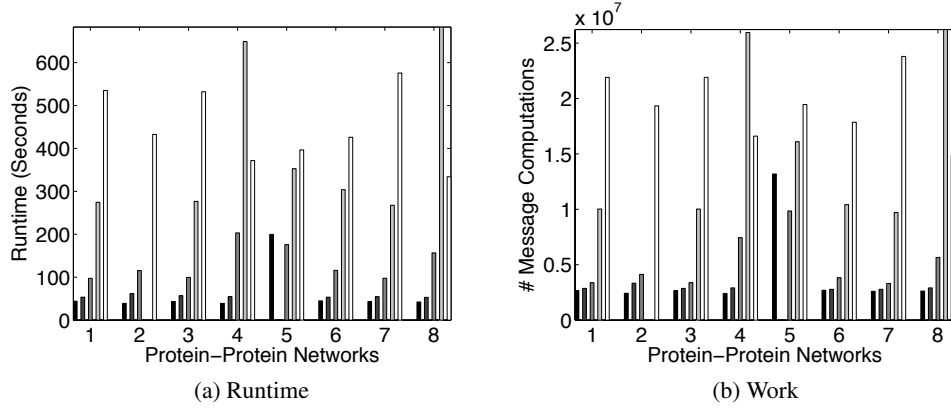 600
500
400
300
200
100
0
Runtime (Seconds)
1 2 3 4 5 6 7 8
Protein−Protein Networks
(a) Runtime
x 10^7
2.5
2
1.5
1
0.5
0
# Message Computations
1 2 3 4 5 6 7 8
Protein−Protein Networks
(b) Work